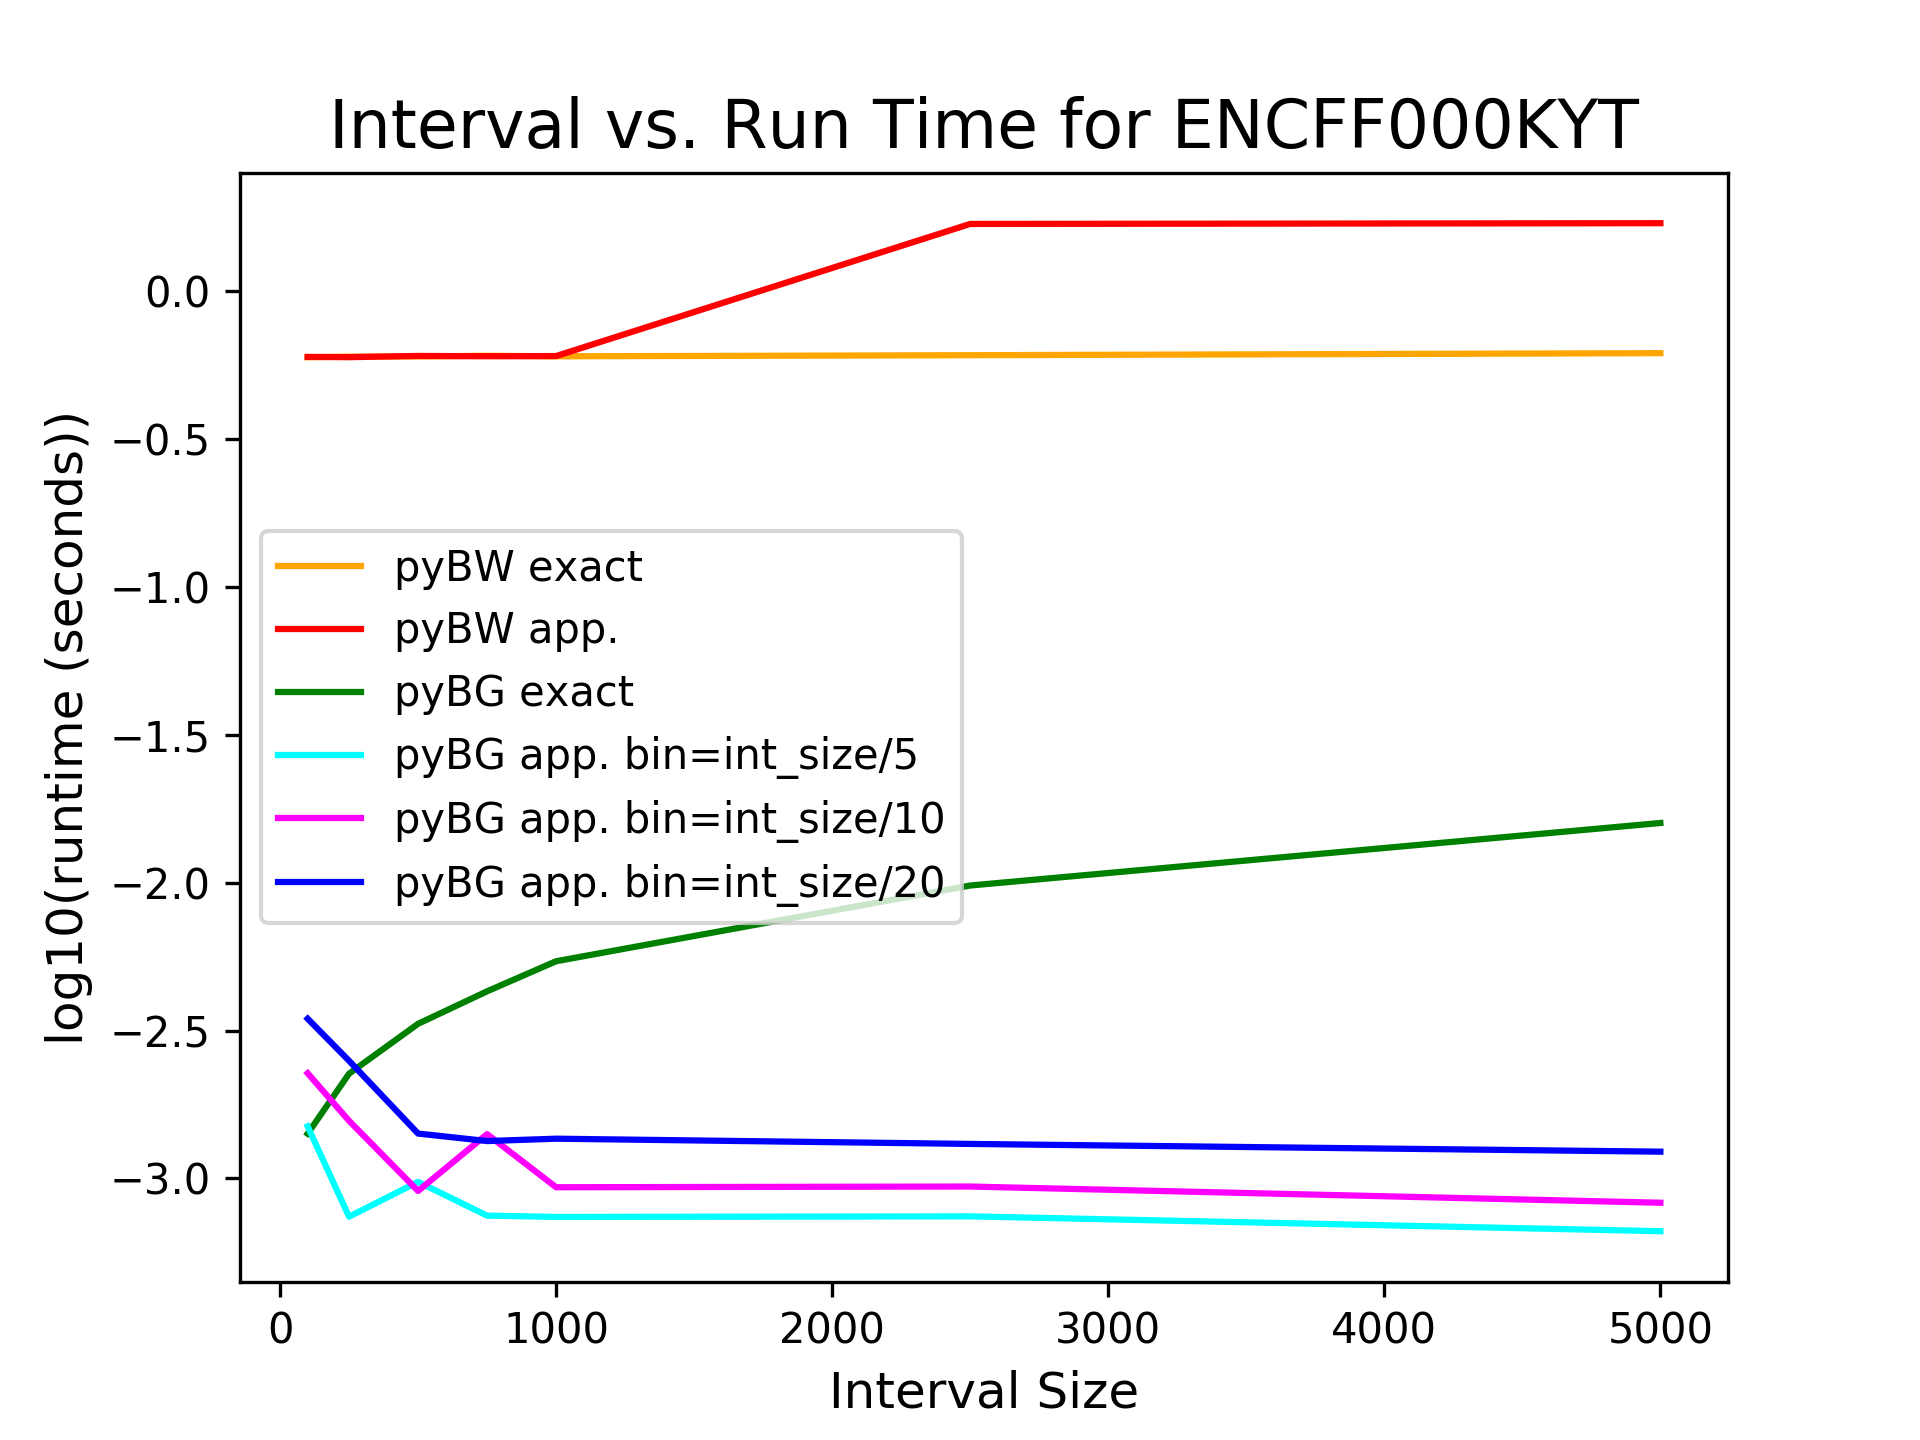 Interval vs. Run Time for ENCFF000KYT
log10(runtime (seconds))
0.0
−0.5
−1.0
−1.5
−2.0
−2.5
−3.0
pyBW exact
pyBW app.
pyBG exact
pyBG app. bin=int_size/5
pyBG app. bin=int_size/10
pyBG app. bin=int_size/20
0 1000 2000 3000 4000 5000
Interval Size